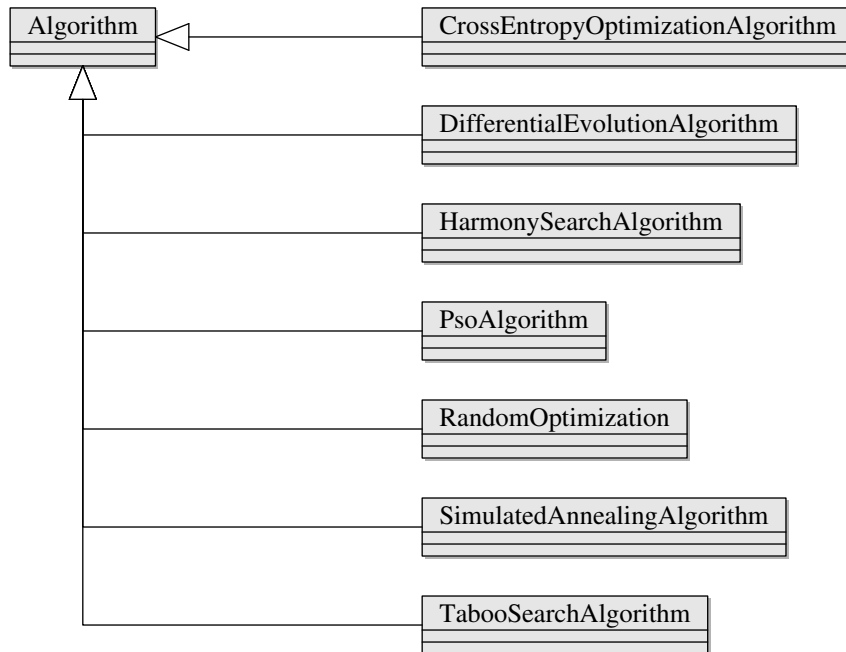 Algorithm
CrossEntropyOptimizationAlgorithm
DifferentialEvolutionAlgorithm
HarmonySearchAlgorithm
PsoAlgorithm
RandomOptimization
SimulatedAnnealingAlgorithm
TabooSearchAlgorithm